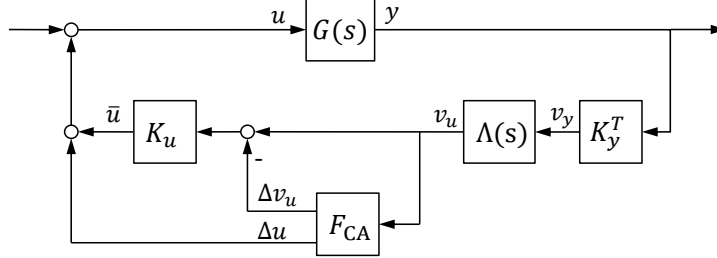 u G(s) y
ū K_u v_u Λ(s) v_y K_y^T
-
Δv_u
F_CA
Δu